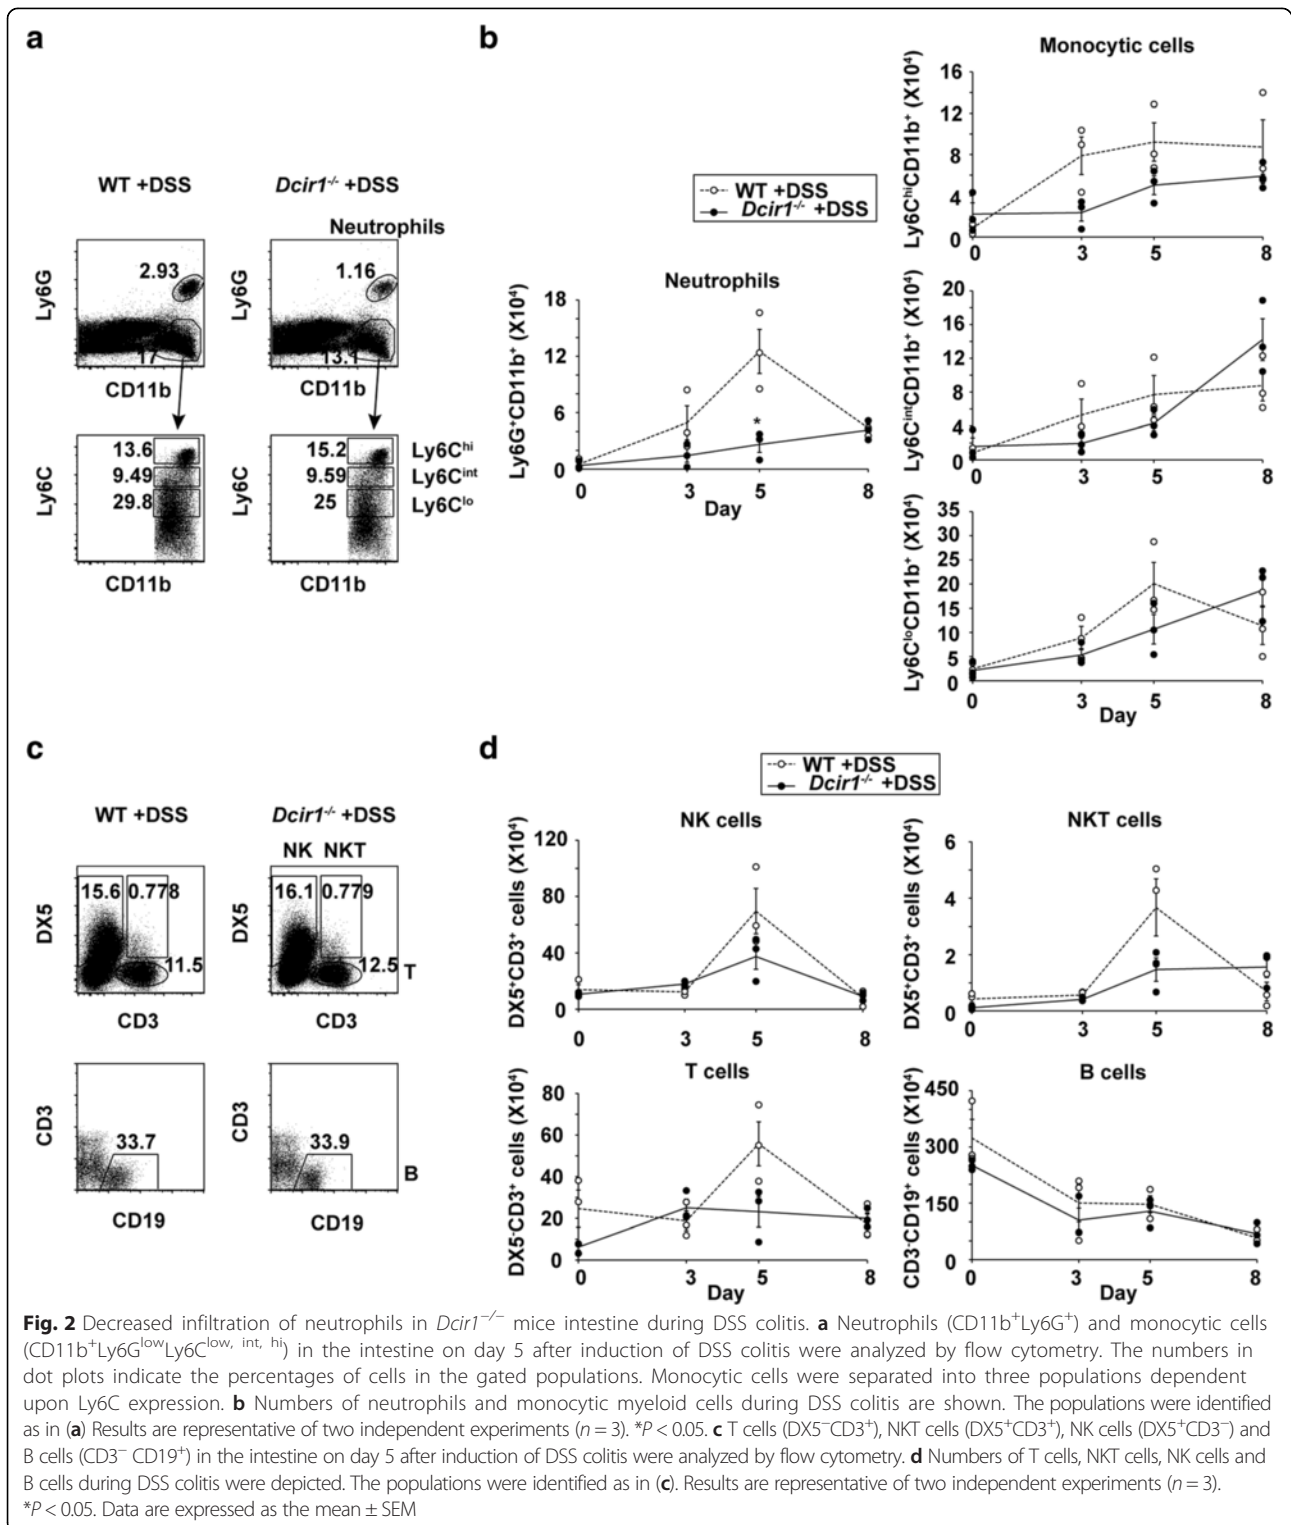 a
WT +DSS
Dcir1-/- +DSS
Neutrophils
Ly6G
2.93
17
CD11b
Ly6G
1.16
13.1
CD11b
Ly6C
13.6
9.49
29.8
CD11b
Ly6C
15.2
9.59
25
CD11b
Ly6Chi
Ly6Cint
Ly6Clo
b
WT +DSS
Dcir1-/- +DSS
Neutrophils
Ly6G+CD11b+ (X10⁴)
18
12
6
0
*
0 3 5 8
Day
Monocytic cells
Ly6ChiCD11b+ (X10⁴)
16
12
8
4
0
0 3 5 8
Ly6CintCD11b+ (X10⁴)
20
16
12
8
4
0
0 3 5 8
Ly6CloCD11b+ (X10⁴)
35
30
25
20
15
10
5
0
0 3 5 8
Day
c
WT +DSS
Dcir1-/- +DSS
NK NKT
DX5
15.6 0.778
11.5
CD3
DX5
16.1 0.779
12.5
T
CD3
CD3
33.7
CD19
CD3
33.9
B
CD19
d
WT +DSS
Dcir1-/- +DSS
NK cells
DX5+CD3+ cells (X10⁴)
120
80
40
0
0 3 5 8
NKT cells
DX5+CD3+ cells (X10⁴)
6
4
2
0
0 3 5 8
T cells
DX5-CD3+ cells (X10⁴)
80
60
40
20
0
0 3 5 8
Day
B cells
CD3-CD19+ cells (X10⁴)
450
300
150
0
0 3 5 8
Day
Fig. 2 Decreased infiltration of neutrophils in Dcir1−/− mice intestine during DSS colitis. a Neutrophils (CD11b+Ly6G+) and monocytic cells
(CD11b+Ly6GlowLy6Clow, int, hi) in the intestine on day 5 after induction of DSS colitis were analyzed by flow cytometry. The numbers in
dot plots indicate the percentages of cells in the gated populations. Monocytic cells were separated into three populations dependent
upon Ly6C expression. b Numbers of neutrophils and monocytic myeloid cells during DSS colitis are shown. The populations were identified
as in (a) Results are representative of two independent experiments (n = 3). *P < 0.05. c T cells (DX5−CD3+), NKT cells (DX5+CD3+), NK cells (DX5+CD3−) and
B cells (CD3− CD19+) in the intestine on day 5 after induction of DSS colitis were analyzed by flow cytometry. d Numbers of T cells, NKT cells, NK cells and
B cells during DSS colitis were depicted. The populations were identified as in (c). Results are representative of two independent experiments (n = 3).
*P < 0.05. Data are expressed as the mean ± SEM